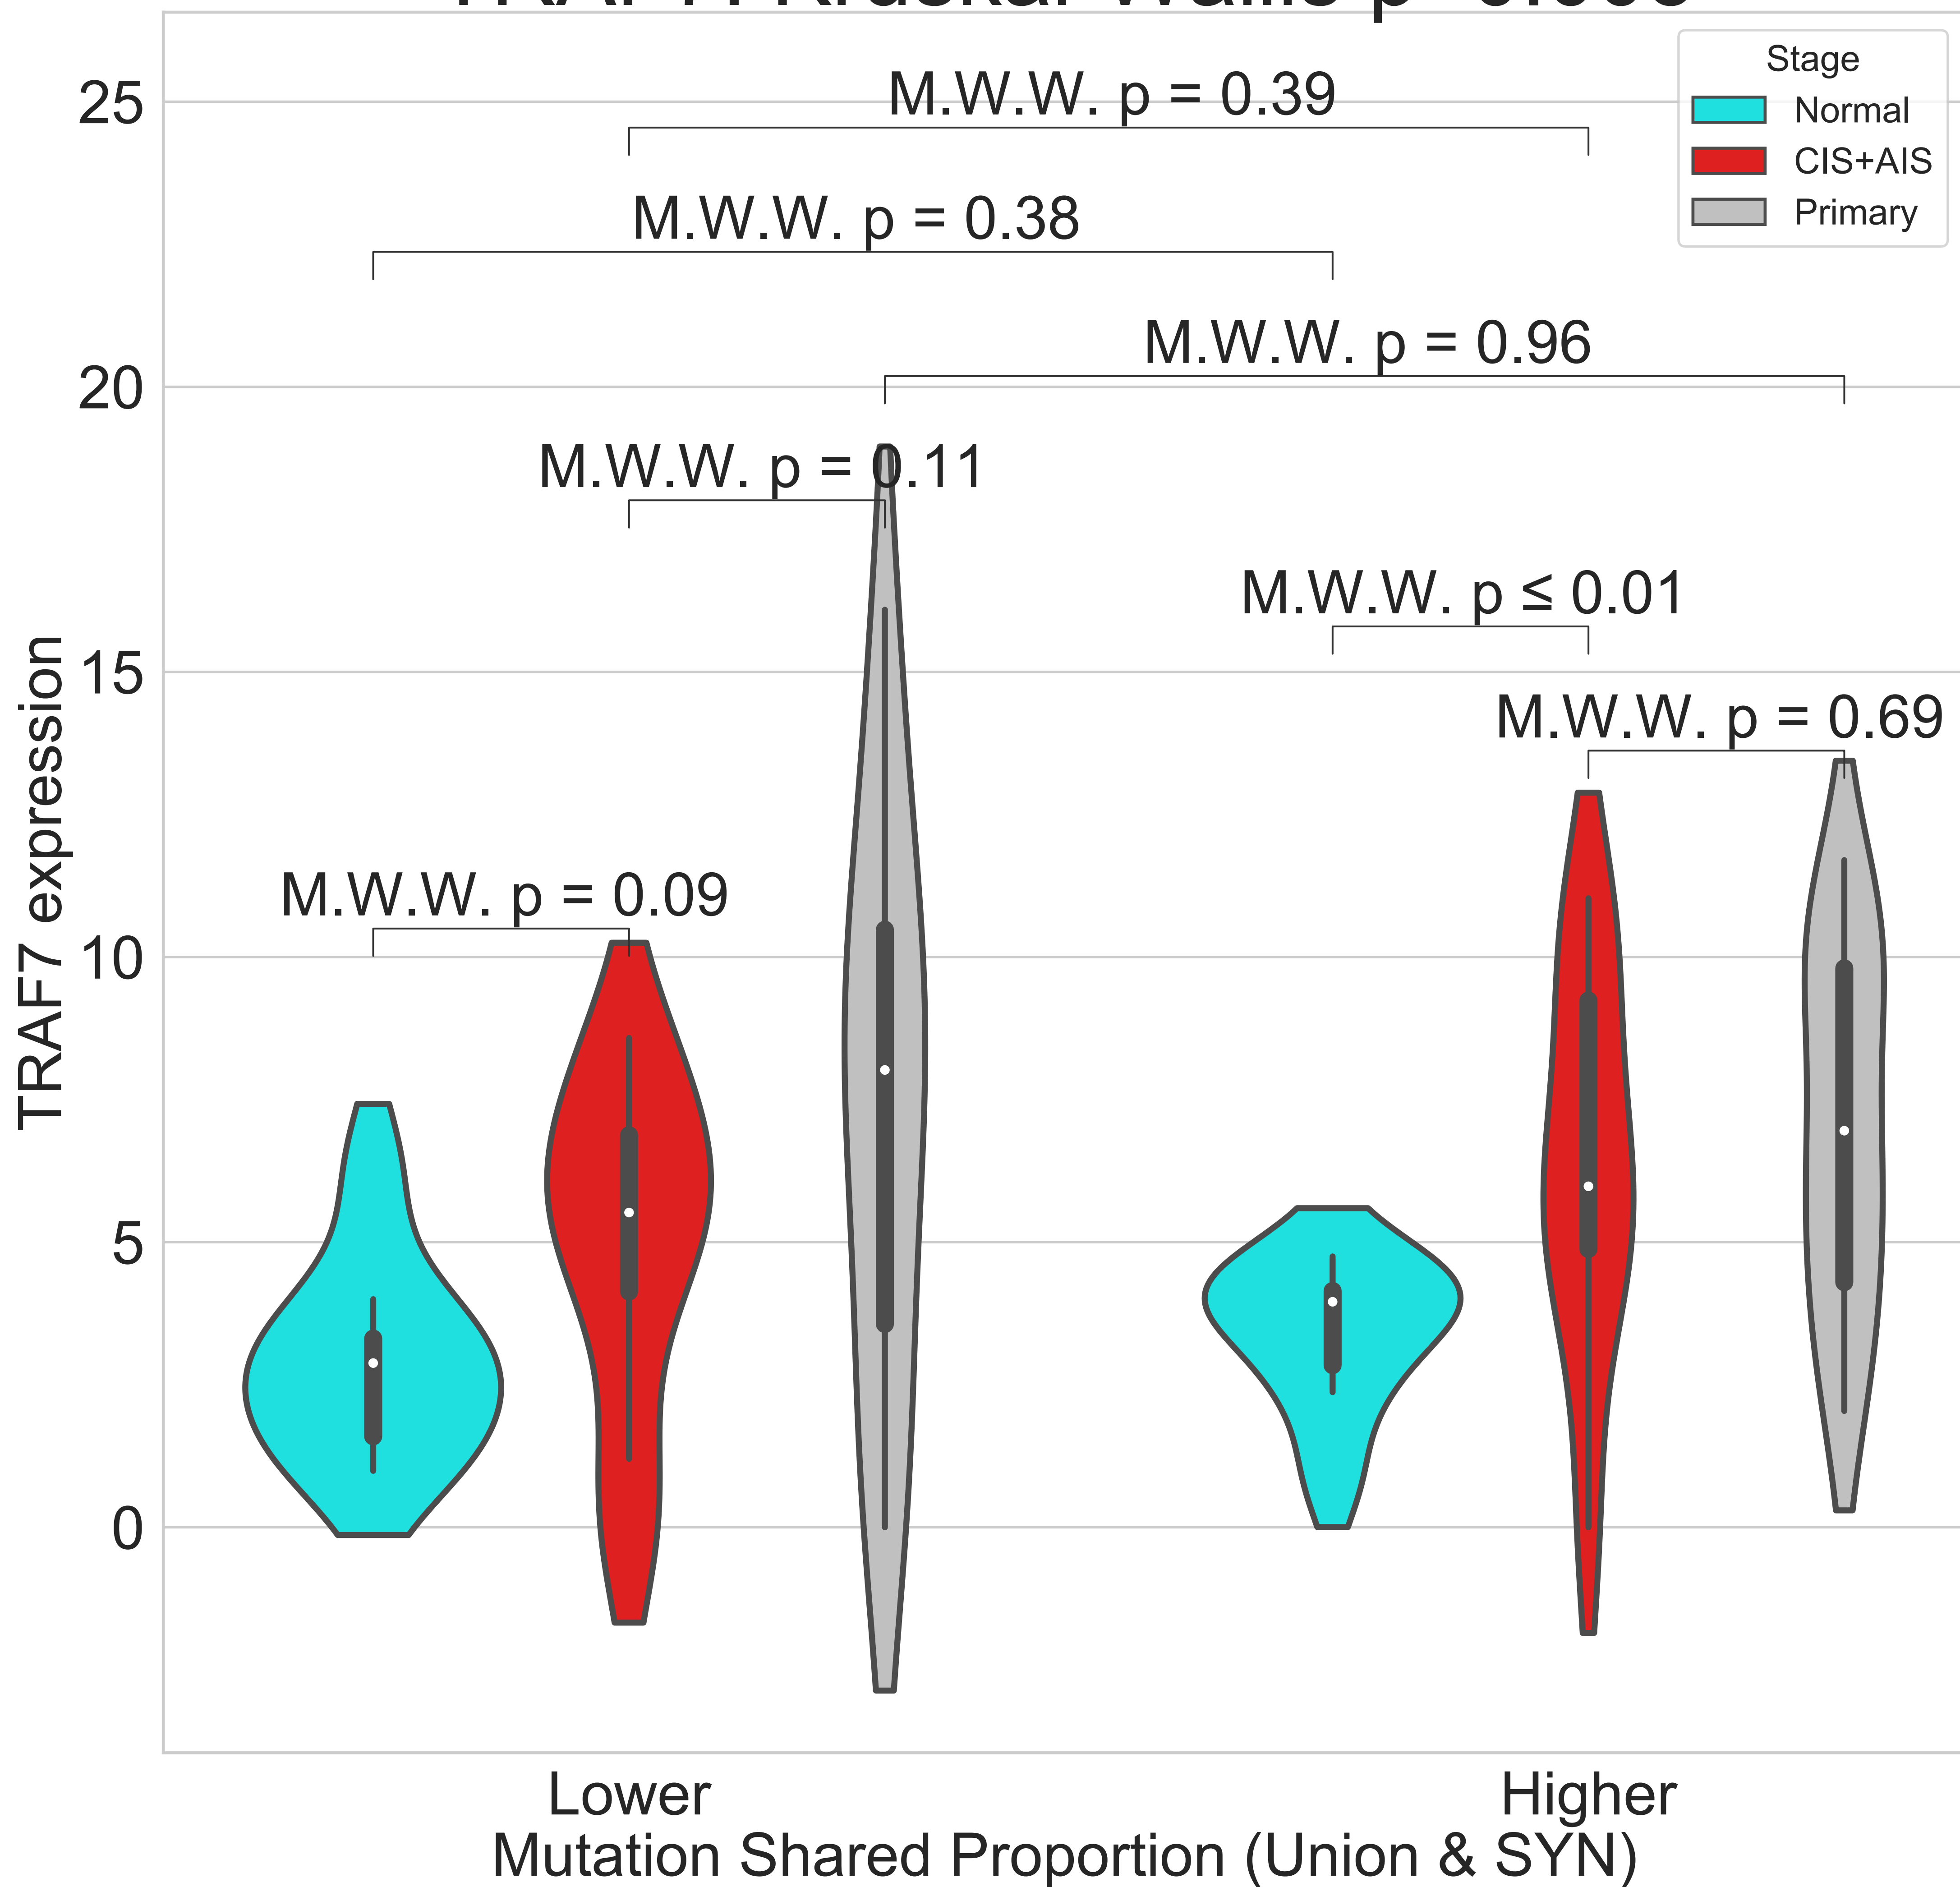 Stage
Normal
CIS+AIS
Primary
25
20
15
10
5
0
TRAF7 expression
M.W.W. p = 0.39
M.W.W. p = 0.38
M.W.W. p = 0.96
M.W.W. p = 0.11
M.W.W. p ≤ 0.01
M.W.W. p = 0.69
M.W.W. p = 0.09
Lower
Higher
Mutation Shared Proportion (Union & SYN)